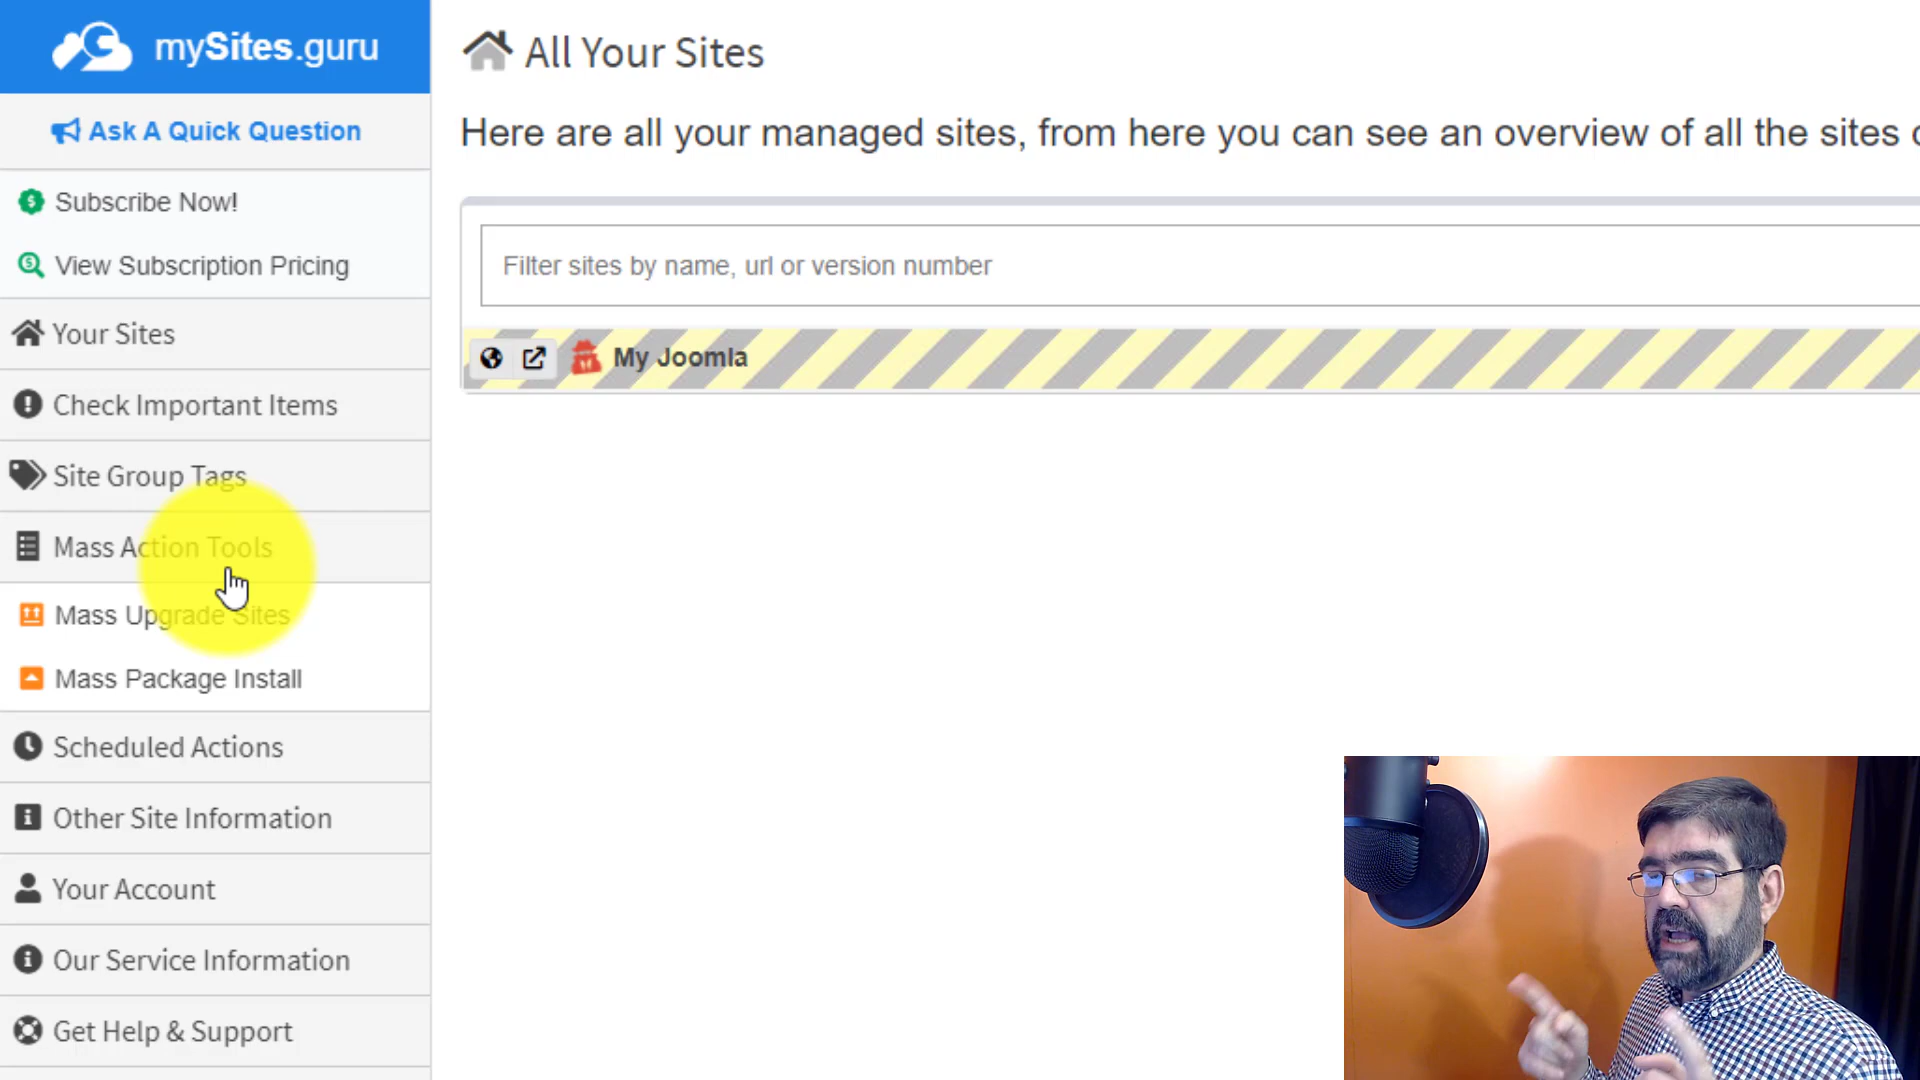 mySites.guru
Ask A Quick Question
Subscribe Now!
View Subscription Pricing
Your Sites
Check Important Items
Site Group Tags
Mass Action Tools
Mass Upgrade Sites
Mass Package Install
Scheduled Actions
Other Site Information
Your Account
Our Service Information
Get Help & Support
All Your Sites
Here are all your managed sites, from here you can see an overview of all the sites
Filter sites by name, url or version number
My Joomla